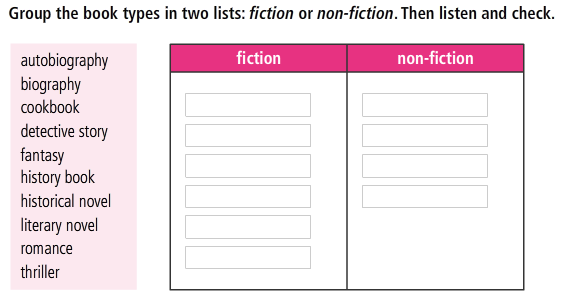 Group the book types in two lists: fiction or non-fiction. Then listen and check.
autobiography
biography
cookbook
detective story
fantasy
history book
historical novel
literary novel
romance
thriller
fiction
non-fiction